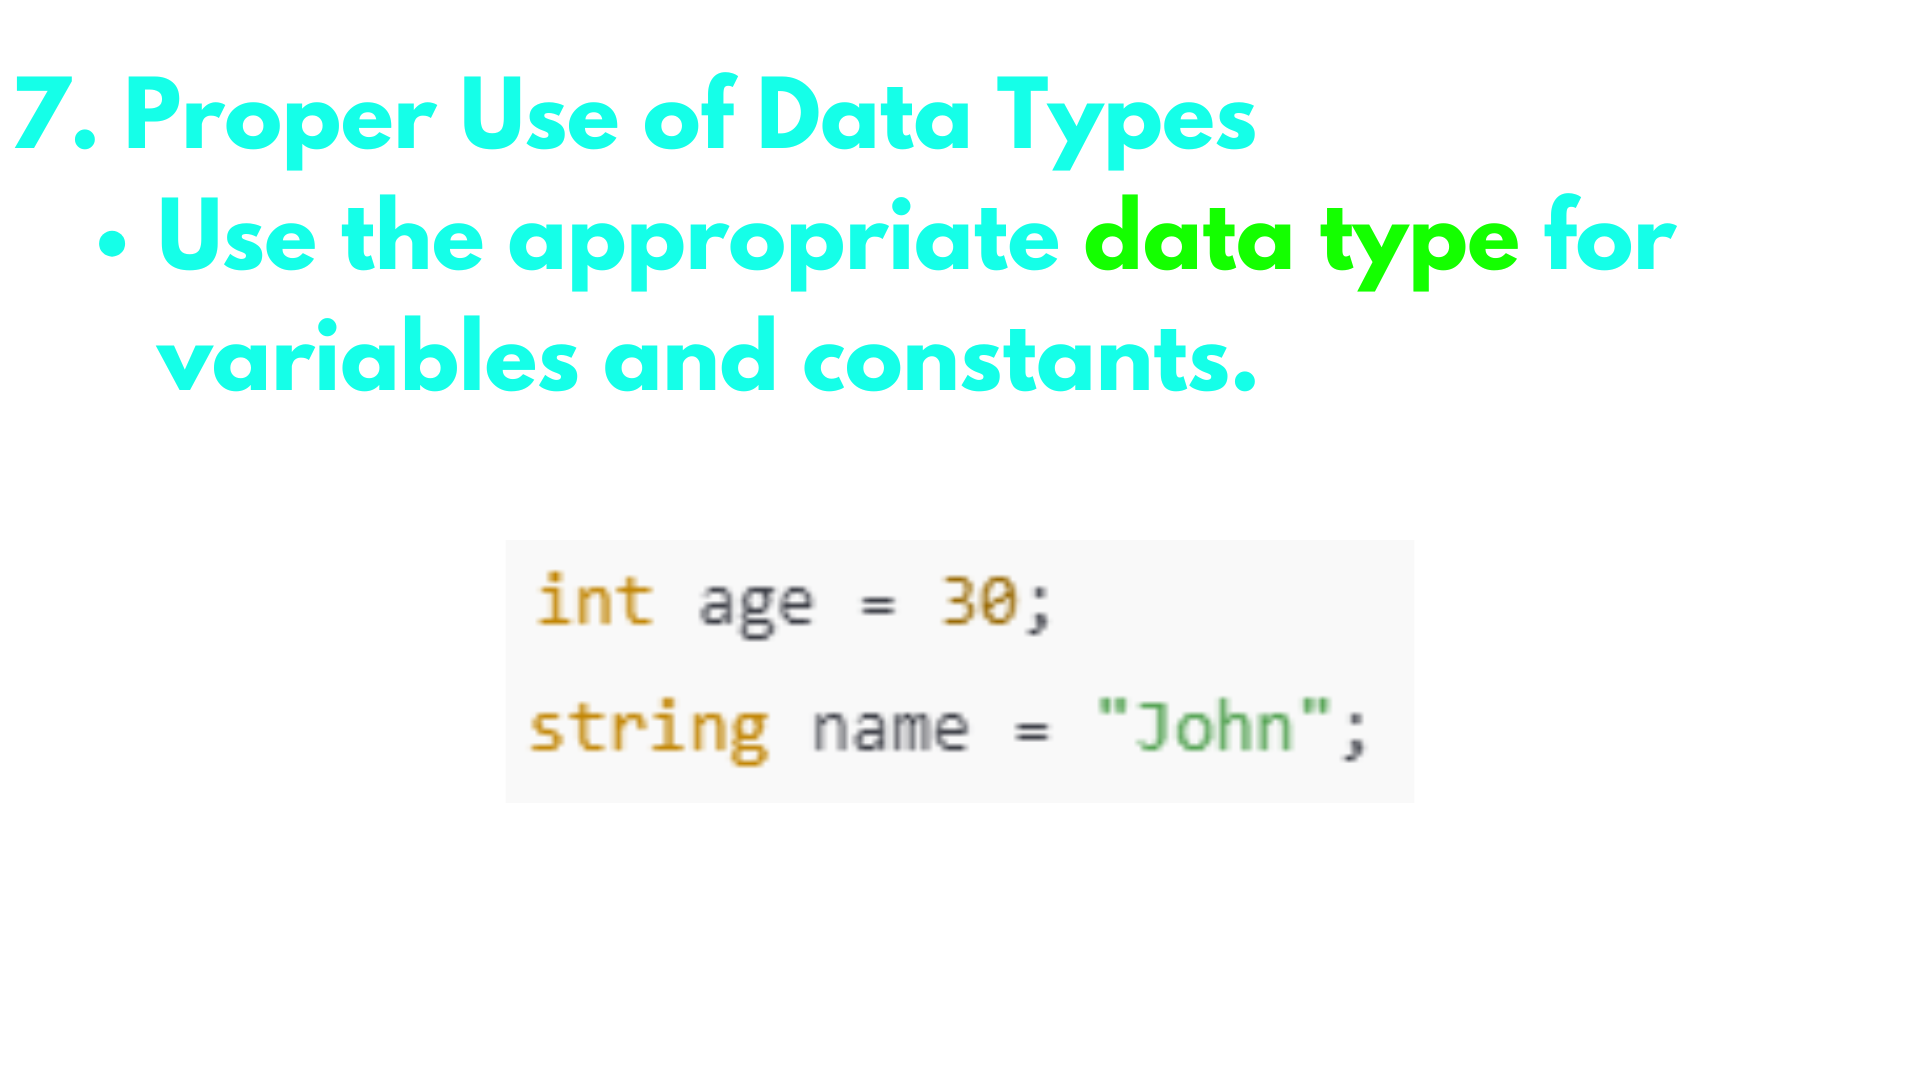 7. Proper Use of Data Types
• Use the appropriate data type for
variables and constants.
int age = 30;
string name = "John";